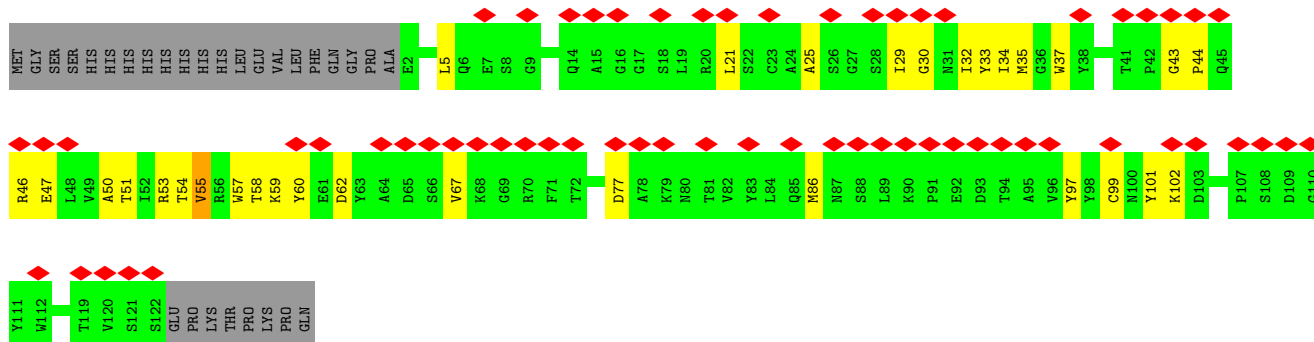 MET GLY SER SER HIS HIS HIS HIS HIS HIS HIS HIS LEU GLU VAL LEU PHE GLN GLY PRO ALA E2 L5 Q6 E7 S8 G9 Q14 A15 G16 G17 S18 L19 R20 L21 S22 C23 A24 A25 S26 G27 S28 I29 G30 N31 I32 Y33 I34 M35 G36 W37 Y38 T41 P42 G43 P44 Q45
R46 E47 L48 V49 A50 T51 I52 R53 T54 V55 R56 W57 T58 K59 Y60 E61 D62 Y63 A64 D65 S66 V67 K68 G69 R70 F71 T72 D77 A78 K79 N80 T81 V82 Y83 L84 Q85 M86 N87 S88 L89 K90 P91 E92 D93 T94 A95 V96 Y97 Y98 C99 N100 Y101 K102 D103 P107 S108 D109 G110
Y111 W112 T119 V120 S121 S122 GLU PRO LYS THR PRO LYS PRO GLN